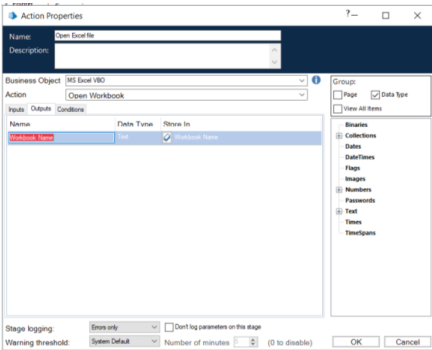 Action Properties
Name: Open Excel file
Description:
Business Object MS Excel VBO
Action Open Workbook
Inputs Outputs Conditions
Name Data Type Store In
Workbook Name Text Workbook Name
Group:
Page Data Type
View All Items
Binaries
Collections
Dates
DateTimes
Flags
Images
Numbers
Passwords
Text
Times
TimeSpans
Stage logging: Errors only Don't log parameters on this stage
Warning threshold: System Default Number of minutes (0 to disable)
OK Cancel